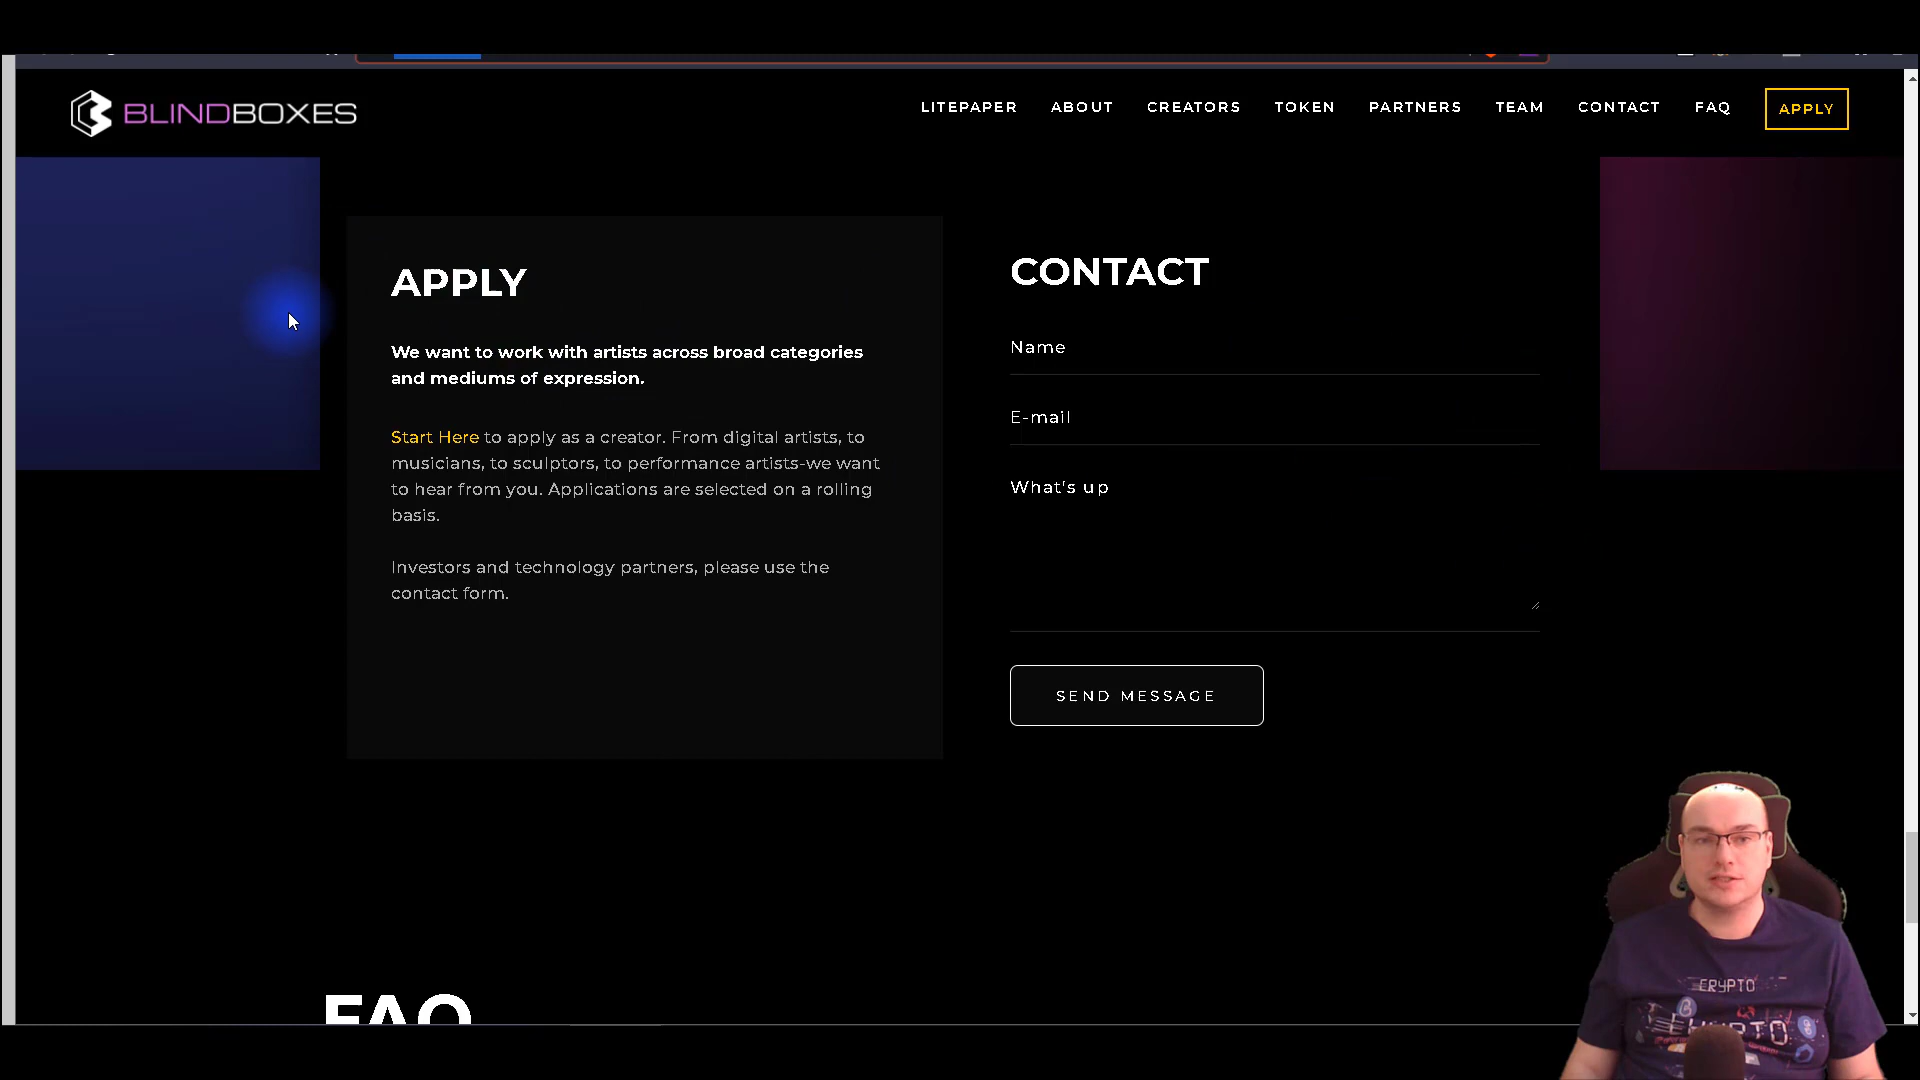 BLINDBOXES
LITEPAPER ABOUT CREATORS TOKEN PARTNERS TEAM CONTACT FAQ APPLY
APPLY
We want to work with artists across broad categories
and mediums of expression.
Start Here to apply as a creator. From digital artists, to
musicians, to sculptors, to performance artists-we want
to hear from you. Applications are selected on a rolling
basis.
Investors and technology partners, please use the
contact form.
CONTACT
Name
E-mail
What's up
SEND MESSAGE
FAQ
CRYPTO